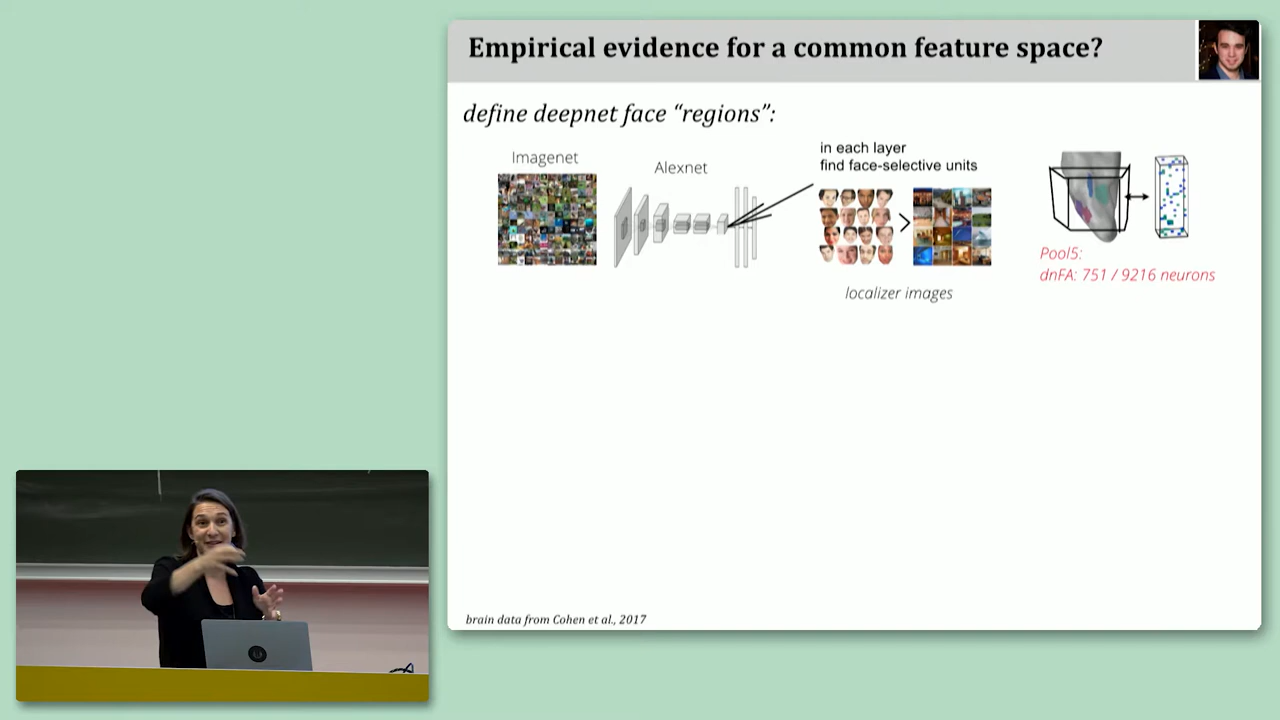 Empirical evidence for a common feature space?
define deepnet face “regions”:
Imagenet
Alexnet
in each layer
find face-selective units
localizer images
Pool5:
dnFA: 751 / 9216 neurons
brain data from Cohen et al., 2017